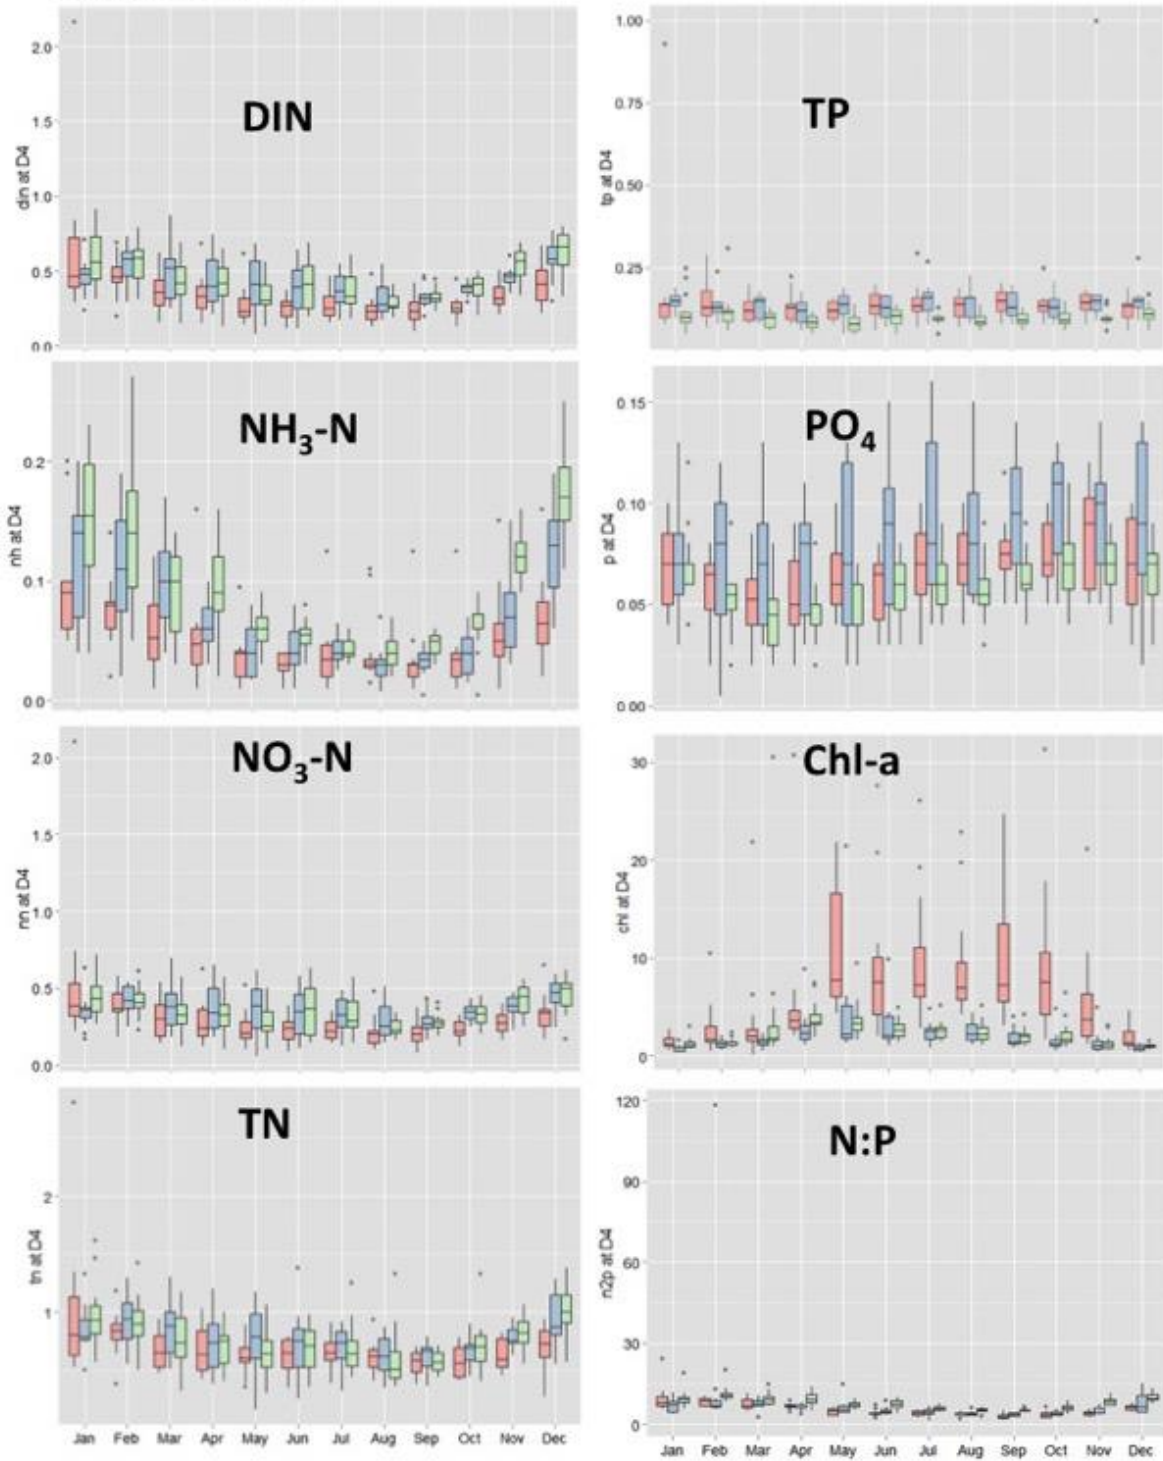 DIN
din at D4
2.0
1.5
1.0
0.5
0.0
TP
tp at D4
1.00
0.75
0.50
0.25
NH3-N
nh at D4
0.2
0.1
0.0
PO4
p at D4
0.15
0.10
0.05
0.00
NO3-N
nn at D4
2.0
1.5
1.0
0.5
0.0
Chl-a
chl at D4
30
20
10
0
TN
tn at D4
2
1
Jan Feb Mar Apr May Jun Jul Aug Sep Oct Nov Dec
N:P
n2p at D4
120
90
60
30
0
Jan Feb Mar Apr May Jun Jul Aug Sep Oct Nov Dec